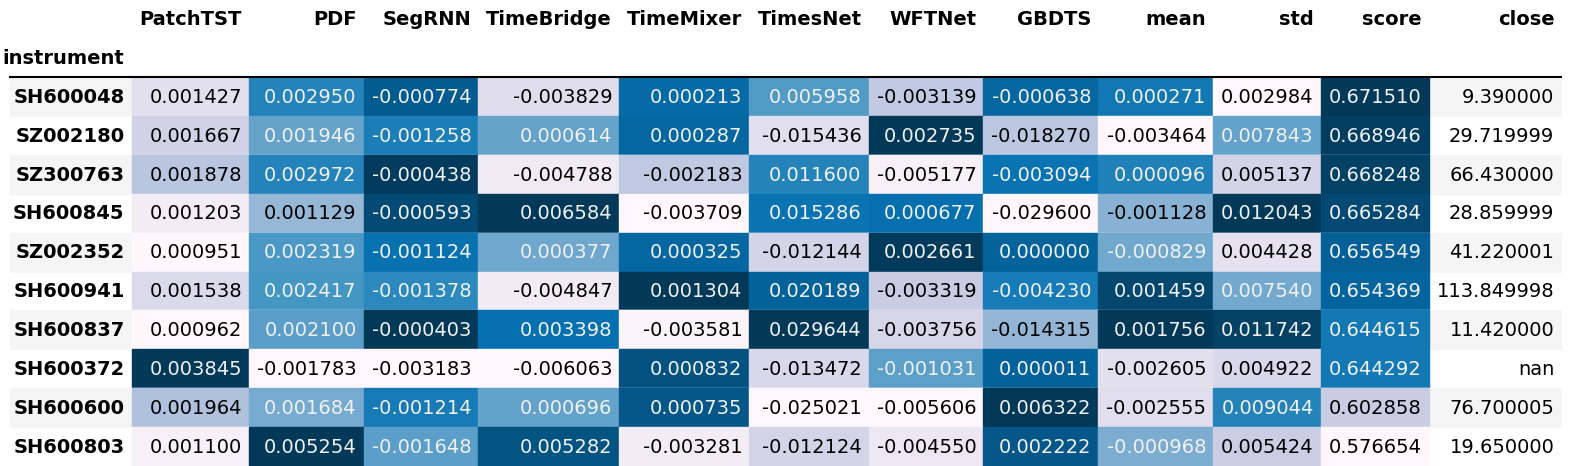 PatchTST PDF SegRNN TimeBridge TimeMixer TimesNet WFTNet GBDTS mean std score close
instrument
SH600048 0.001427 0.002950 -0.000774 -0.003829 0.000213 0.005958 -0.003139 -0.000638 0.000271 0.002984 0.671510 9.390000
SZ002180 0.001667 0.001946 -0.001258 0.000614 0.000287 -0.015436 0.002735 -0.018270 -0.003464 0.007843 0.668946 29.719999
SZ300763 0.001878 0.002972 -0.000438 -0.004788 -0.002183 0.011600 -0.005177 -0.003094 0.000096 0.005137 0.668248 66.430000
SH600845 0.001203 0.001129 -0.000593 0.006584 -0.003709 0.015286 0.000677 -0.029600 -0.001128 0.012043 0.665284 28.859999
SZ002352 0.000951 0.002319 -0.001124 0.000377 0.000325 -0.012144 0.002661 0.000000 -0.000829 0.004428 0.656549 41.220001
SH600941 0.001538 0.002417 -0.001378 -0.004847 0.001304 0.020189 -0.003319 -0.004230 0.001459 0.007540 0.654369 113.849998
SH600837 0.000962 0.002100 -0.000403 0.003398 -0.003581 0.029644 -0.003756 -0.014315 0.001756 0.011742 0.644615 11.420000
SH600372 0.003845 -0.001783 -0.003183 -0.006063 0.000832 -0.013472 -0.001031 0.000011 -0.002605 0.004922 0.644292 nan
SH600600 0.001964 0.001684 -0.001214 0.000696 0.000735 -0.025021 -0.005606 0.006322 -0.002555 0.009044 0.602858 76.700005
SH600803 0.001100 0.005254 -0.001648 0.005282 -0.003281 -0.012124 -0.004550 0.002222 -0.000968 0.005424 0.576654 19.650000